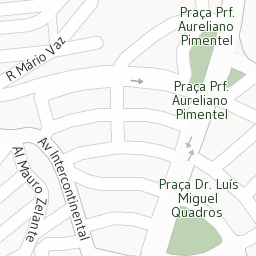 Praça Prf.
Aureliano
Pimentel
R Mário Vaz
Praça Prf.
Aureliano
Pimentel
Av Intercontinental
Al Mauro Zelante
Praça Dr. Luís
Miguel
Quadros